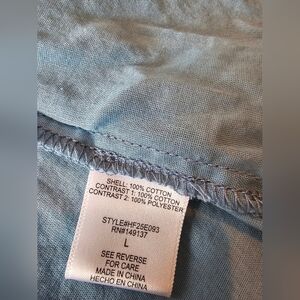 SHELL: 100% COTTON
CONTRAST 1: 100% COTTON
CONTRAST 2: 100% POLYESTER
STYLE#HF25E093
RN#149137
L
SEE REVERSE
FOR CARE
MADE IN CHINA
HECHO EN CHINA